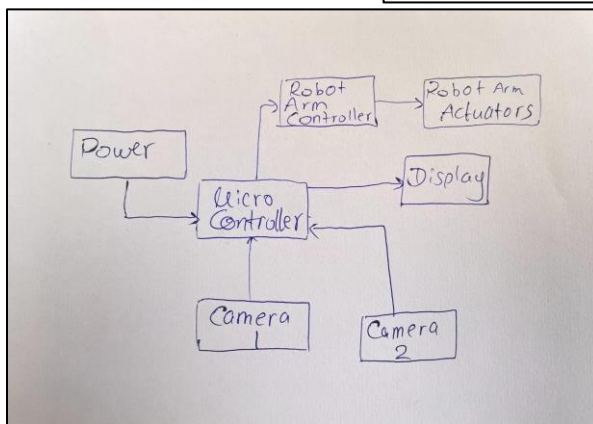 Robot
Arm
Controller
Robot Arm
Actuators
Power
Micro
Controller
Display
Camera
1
Camera
2